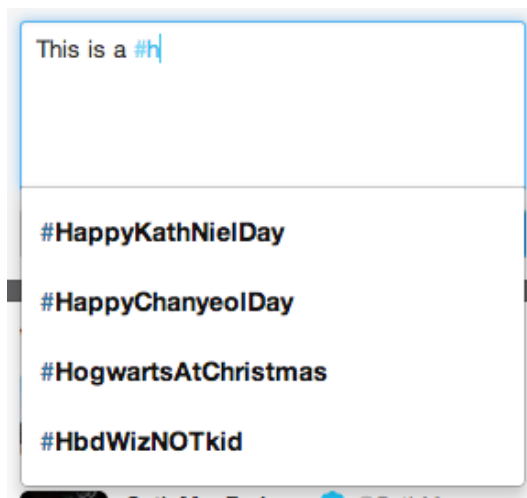 This is a #h
#HappyKathNielDay
#HappyChanyeolDay
#HogwartsAtChristmas
#HbdWizNOTkid